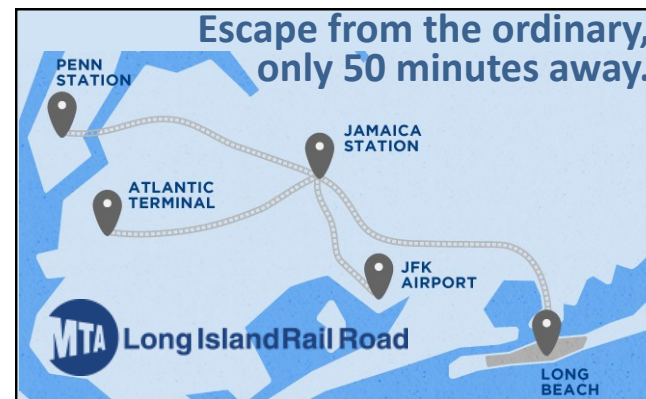 Escape from the ordinary,
only 50 minutes away.
PENN
STATION
JAMAICA
STATION
ATLANTIC
TERMINAL
JFK
AIRPORT
MTA Long Island Rail Road
LONG
BEACH